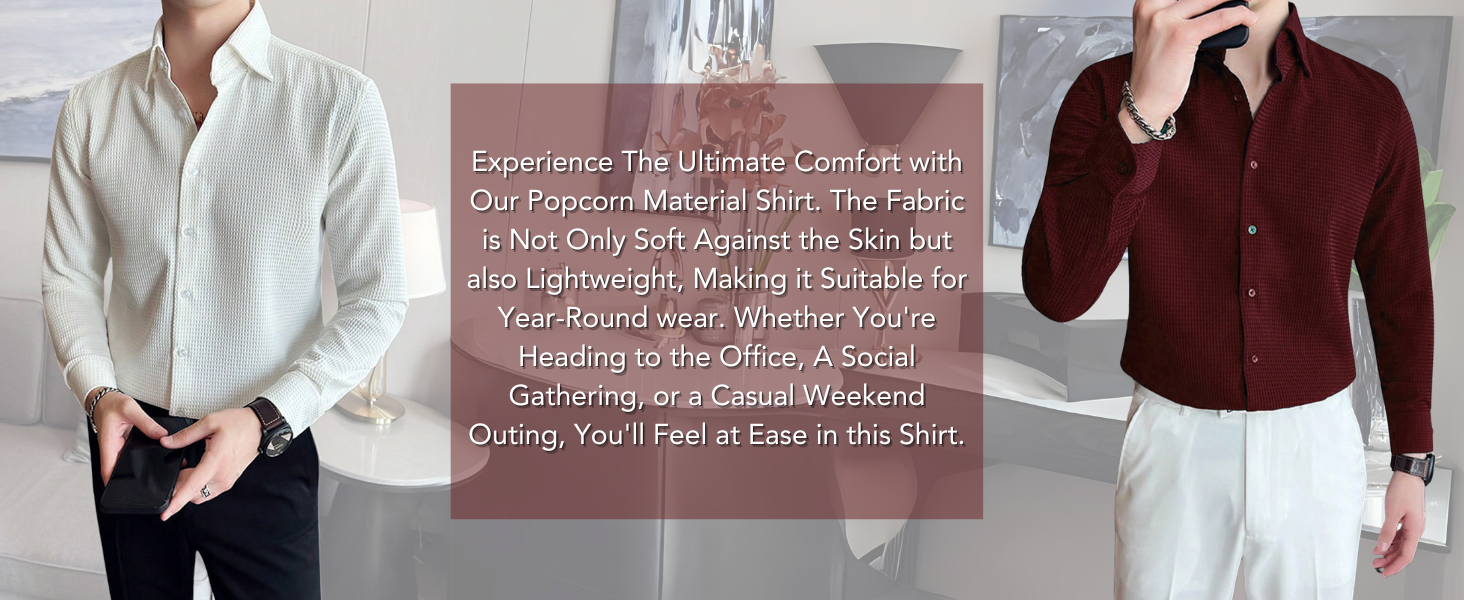 Experience The Ultimate Comfort with
Our Popcorn Material Shirt. The Fabric
is Not Only Soft Against the Skin but
also Lightweight, Making it Suitable for
Year-Round wear. Whether You're
Heading to the Office, A Social
Gathering, or a Casual Weekend
Outing, You'll Feel at Ease in this Shirt.